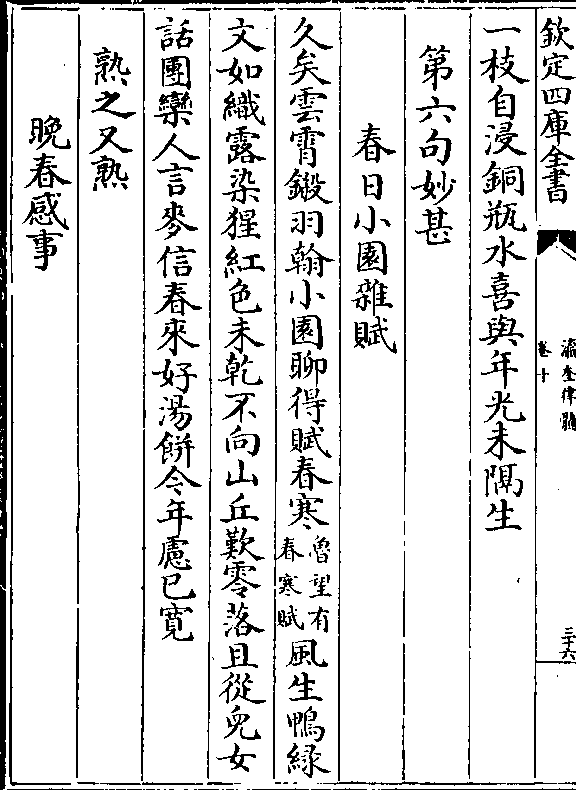 欽定四庫全書
瀛奎律髓
卷十
三十六
一枝自浸銅瓶水喜與年光未隔生
第六句妙甚
春日小園雜賦
久矣雲霄鎩羽翰小園聊得賦春寒魯望有春寒賦風生鴨緑
文如織露染猩紅色未乾不向山丘歎零落且從兒女
話團欒人言麥信春來好湯餅今年慮已寛
熟之又熟
晚春感事